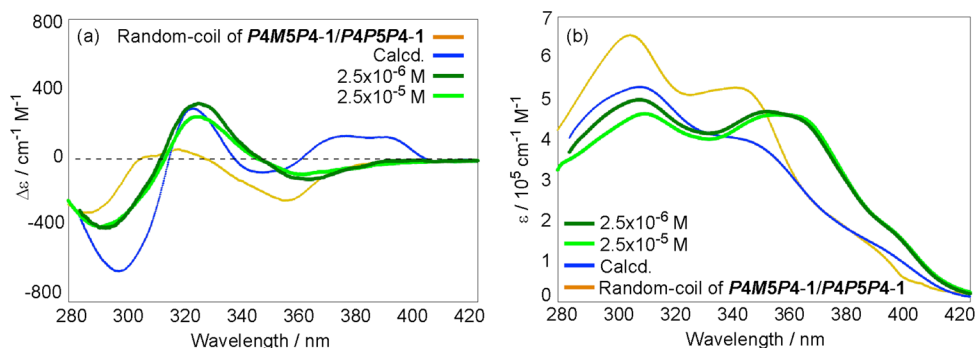 (a)
Random-coil of P4M5P4-1/P4P5P4-1
Calcd.
2.5x10⁻⁶ M
2.5x10⁻⁵ M
Δε / cm⁻¹ M⁻¹
800
400
0
-400
-800
280 300 320 340 360 380 400 420
Wavelength / nm
(b)
ε / 10⁵ cm⁻¹ M⁻¹
7
6
5
4
3
2
1
0
2.5x10⁻⁶ M
2.5x10⁻⁵ M
Calcd.
Random-coil of P4M5P4-1/P4P5P4-1
280 300 320 340 360 380 400 420
Wavelength / nm